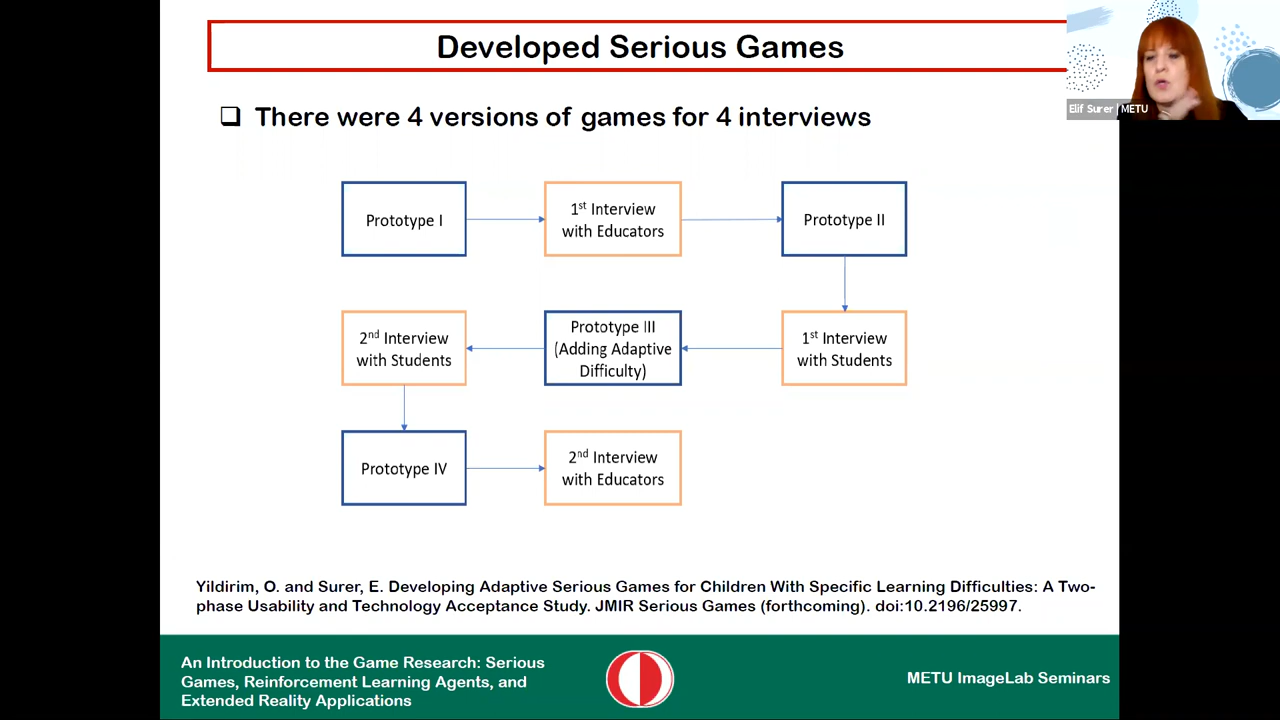 Developed Serious Games
Elif Surer | METU
There were 4 versions of games for 4 interviews
Prototype I
1st Interview
with Educators
Prototype II
2nd Interview
with Students
Prototype III
(Adding Adaptive
Difficulty)
1st Interview
with Students
Prototype IV
2nd Interview
with Educators
Yildirim, O. and Surer, E. Developing Adaptive Serious Games for Children With Specific Learning Difficulties: A Two-
phase Usability and Technology Acceptance Study. JMIR Serious Games (forthcoming). doi:10.2196/25997.
An Introduction to the Game Research: Serious
Games, Reinforcement Learning Agents, and
Extended Reality Applications
METU ImageLab Seminars